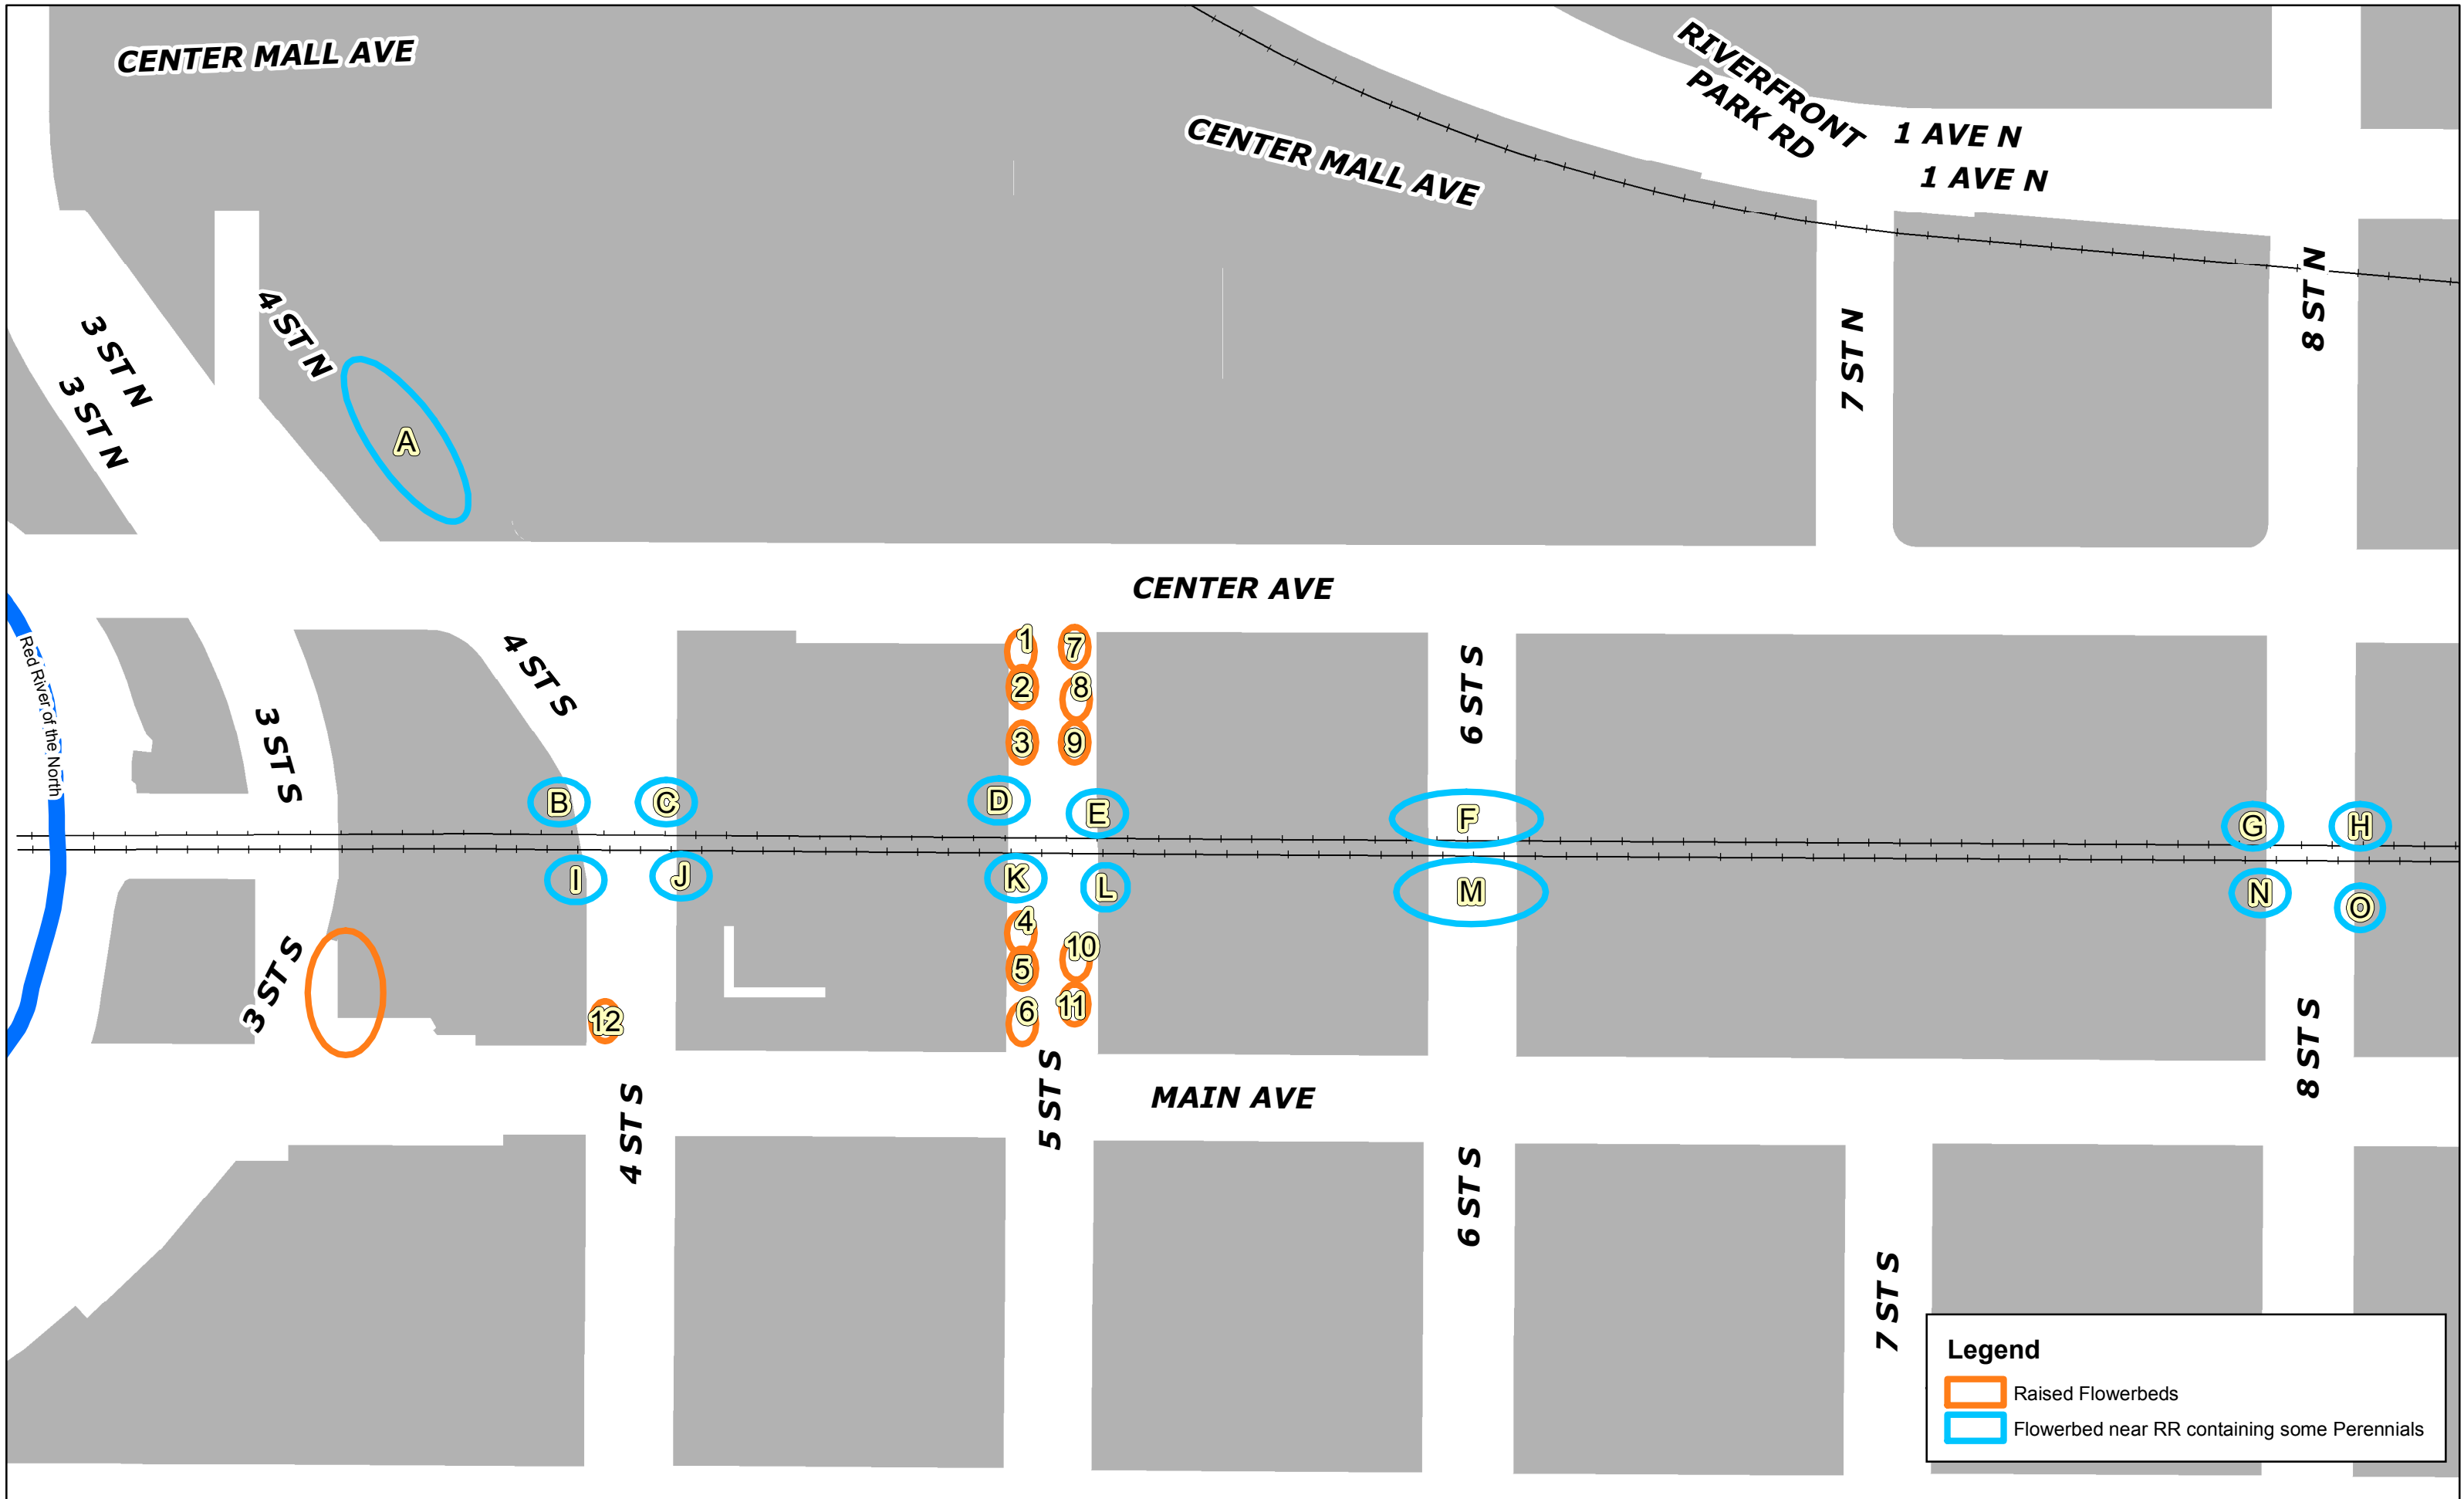 CENTER MALL AVE
RIVERFRONT
PARK RD
1 AVE N
1 AVE N
CENTER MALL AVE
8 ST N
4 ST N
3 ST N
3 ST N
7 ST N
A
CENTER AVE
Red River of the North
4 ST S
1
7
6 ST S
2
8
3 ST S
3
9
B
C
D
E
F
G
H
I
J
K
L
M
N
O
4
10
5
3 ST S
12
6
11
8 ST S
5 ST S
MAIN AVE
4 ST S
6 ST S
7 ST S
Legend
Raised Flowerbeds
Flowerbed near RR containing some Perennials